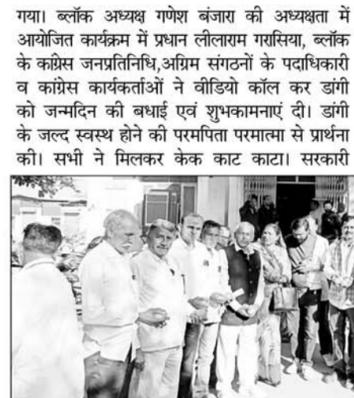 गया। ब्लॉक अध्यक्ष गणेश बंजारा की अध्यक्षता में
आयोजित कार्यक्रम में प्रधान लीलाराम गरासिया, ब्लॉक
के कांग्रेस जनप्रतिनिधि,अग्रिम संगठनों के पदाधिकारी
व कांग्रेस कार्यकर्ताओं ने वीडियो कॉल कर डांगी
को जन्मदिन की बधाई एवं शुभकामनाएं दी। डांगी
के जल्द स्वस्थ होने की परमपिता परमात्मा से प्रार्थना
की। सभी ने मिलकर केक काट काटा। सरकारी